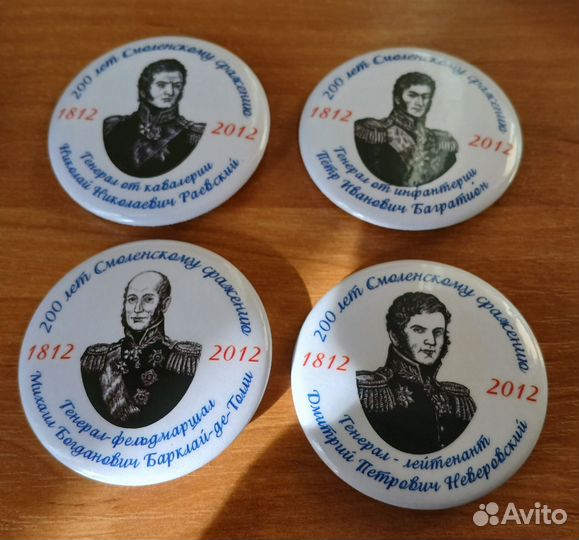 200 лет Смоленскому сражению
1812 2012
Генерал от кавалерии
Николай Николаевич Раевский
200 лет Смоленскому сражению
1812 2012
Генерал от инфантерии
Пётр Иванович Багратион
200 лет Смоленскому сражению
1812 2012
Генерал-фельдмаршал
Михаил Богданович Барклай-де-Толли
200 лет Смоленскому сражению
1812 2012
Генерал-лейтенант
Дмитрий Петрович Неверовский
Avito